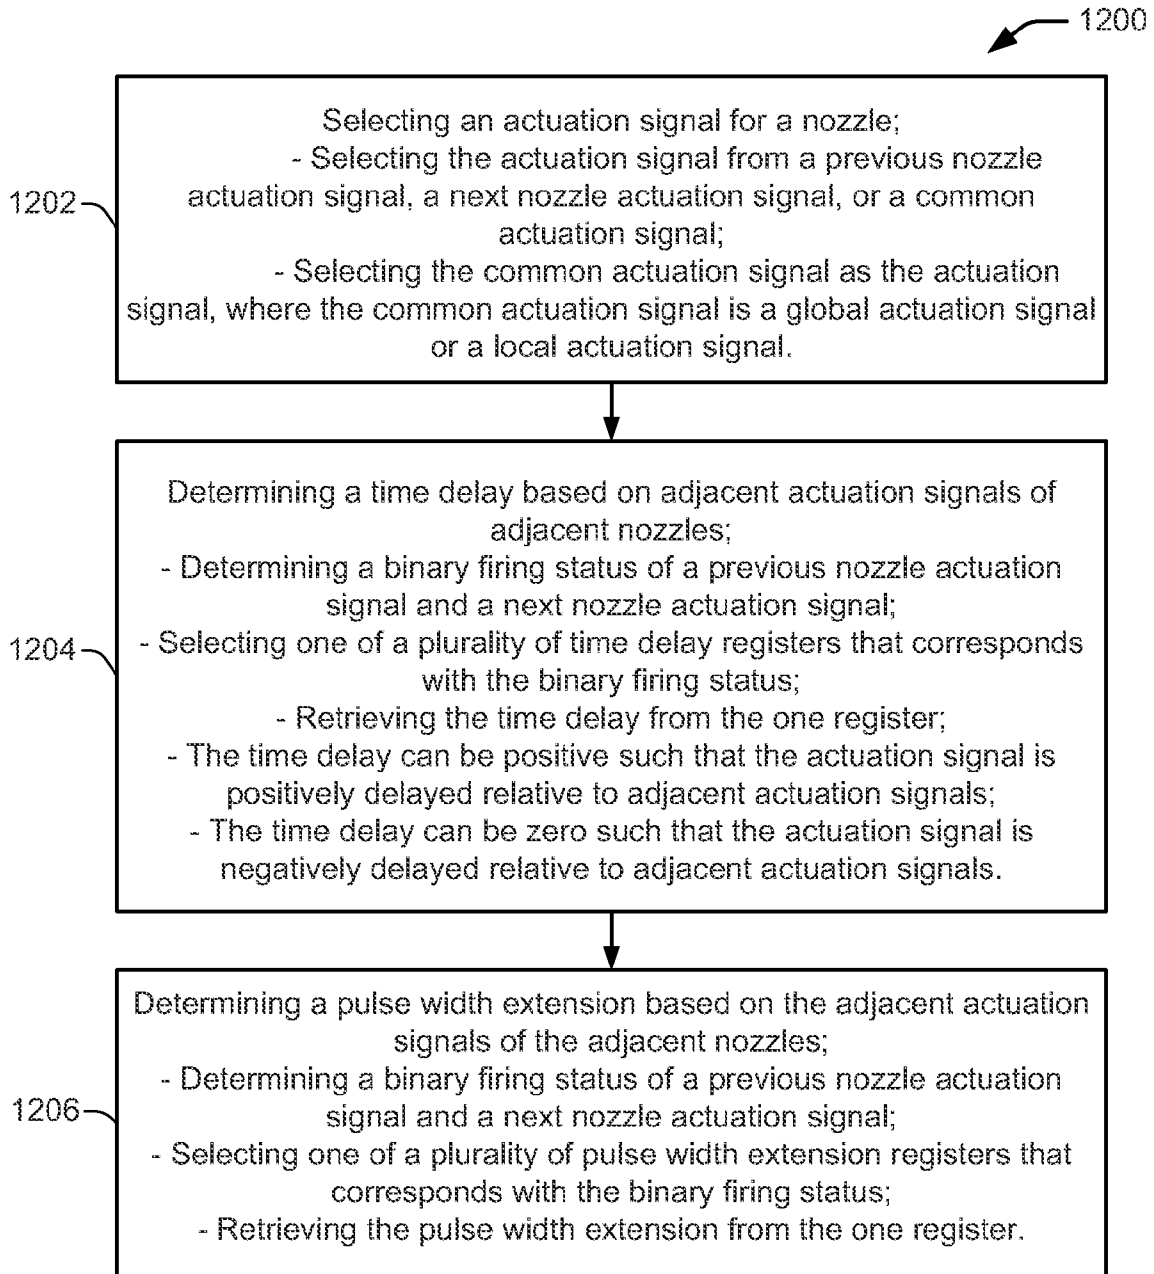 1200
Selecting an actuation signal for a nozzle;
- Selecting the actuation signal from a previous nozzle
actuation signal, a next nozzle actuation signal, or a common
actuation signal;
- Selecting the common actuation signal as the actuation
signal, where the common actuation signal is a global actuation signal
or a local actuation signal.
1202
Determining a time delay based on adjacent actuation signals of
adjacent nozzles;
- Determining a binary firing status of a previous nozzle actuation
signal and a next nozzle actuation signal;
- Selecting one of a plurality of time delay registers that corresponds
with the binary firing status;
- Retrieving the time delay from the one register;
- The time delay can be positive such that the actuation signal is
positively delayed relative to adjacent actuation signals;
- The time delay can be zero such that the actuation signal is
negatively delayed relative to adjacent actuation signals.
1204
Determining a pulse width extension based on the adjacent actuation
signals of the adjacent nozzles;
- Determining a binary firing status of a previous nozzle actuation
signal and a next nozzle actuation signal;
- Selecting one of a plurality of pulse width extension registers that
corresponds with the binary firing status;
- Retrieving the pulse width extension from the one register.
1206